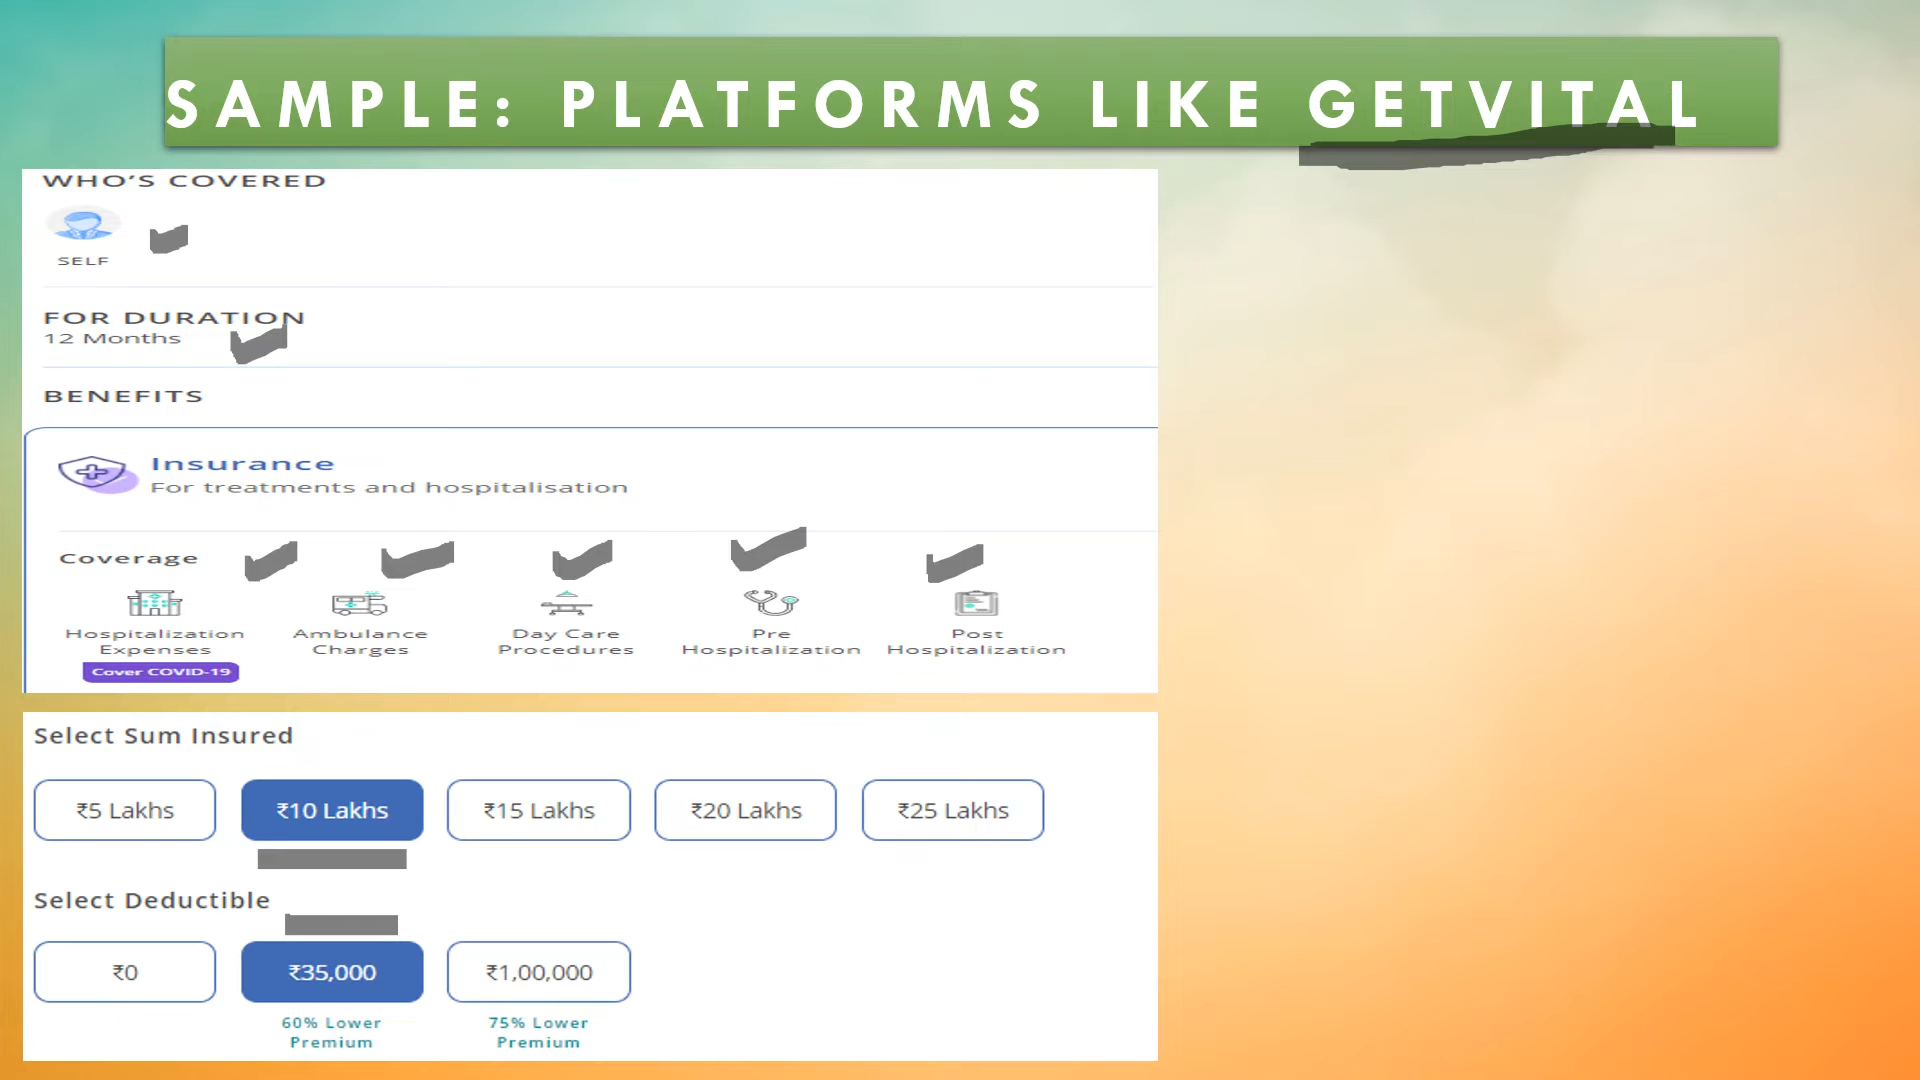 SAMPLE: PLATFORMS LIKE GETVITAL
WHO'S COVERED
SELF
FOR DURATION
12 Months
BENEFITS
Insurance
For treatments and hospitalisation
Coverage
Hospitalization Expenses
Cover COVID-19
Ambulance Charges
Day Care Procedures
Pre Hospitalization
Post Hospitalization
Select Sum Insured
₹5 Lakhs ₹10 Lakhs ₹15 Lakhs ₹20 Lakhs ₹25 Lakhs
Select Deductible
₹0 ₹35,000 ₹1,00,000
60% Lower Premium
75% Lower Premium